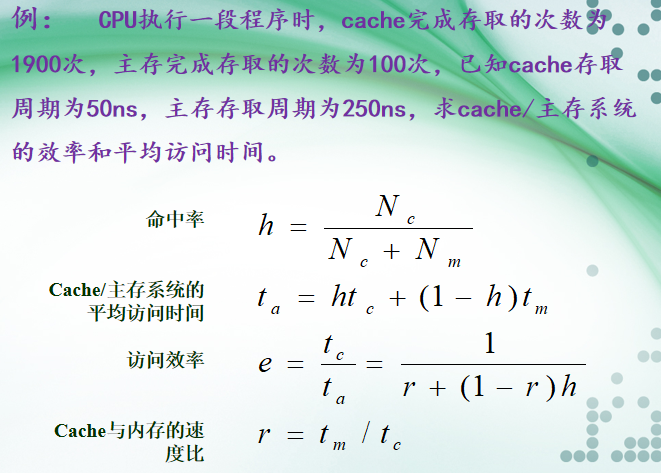 例： CPU执行一段程序时，cache完成存取的次数为
1900次，主存完成存取的次数为100次，已知cache存取
周期为50ns，主存存取周期为250ns，求cache/主存系统
的效率和平均访问时间。
命中率 h = N_c / (N_c + N_m)
Cache/主存系统的
平均访问时间 t_a = ht_c + (1 − h)t_m
访问效率 e = t_c / t_a = 1 / (r + (1 − r)h)
Cache与内存的速
度比 r = t_m / t_c